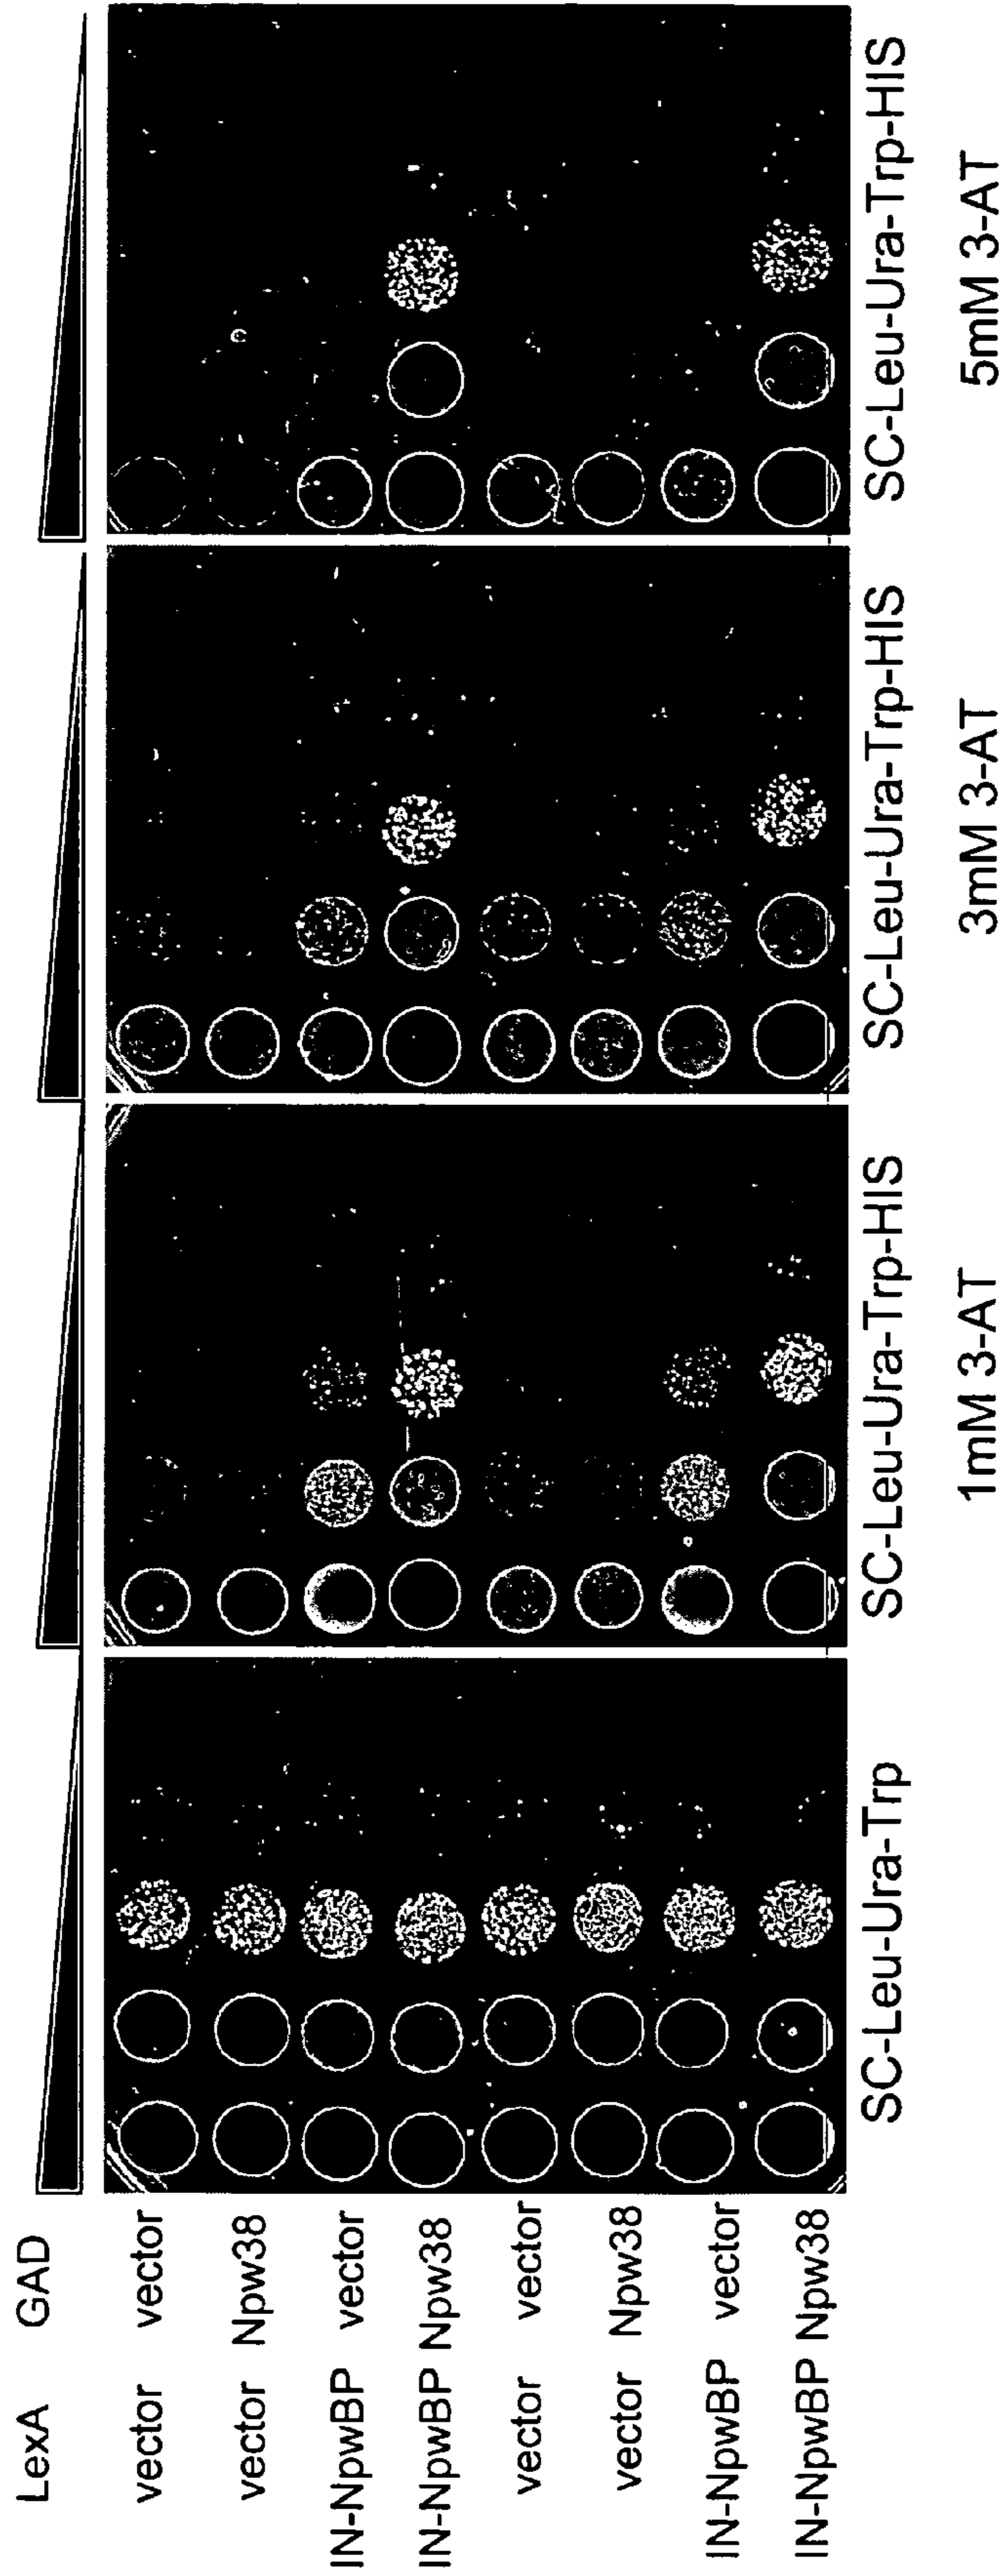 LexA GAD
vector vector
vector Npw38
IN-NpwBP vector
IN-NpwBP Npw38
vector vector
vector Npw38
IN-NpwBP vector
IN-NpwBP Npw38
SC-Leu-Ura-Trp
SC-Leu-Ura-Trp-HIS
1mM 3-AT
SC-Leu-Ura-Trp-HIS
3mM 3-AT
SC-Leu-Ura-Trp-HIS
5mM 3-AT